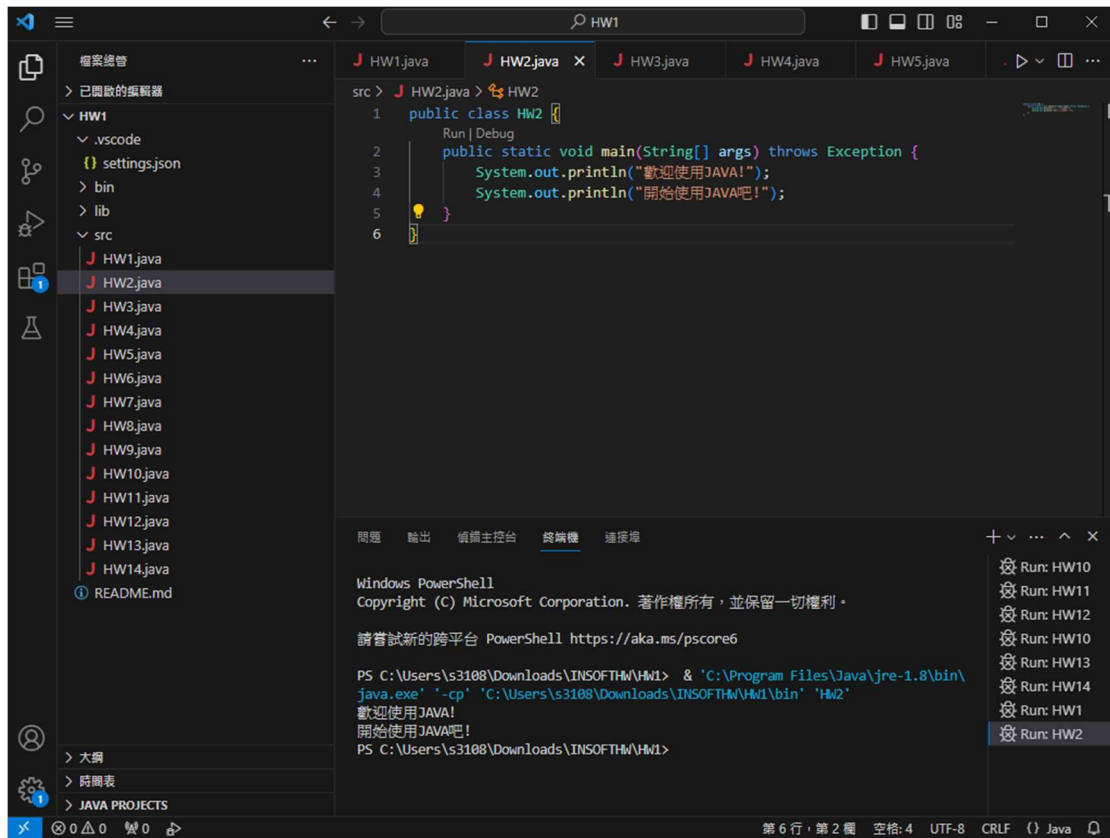 HW1
檔案總管
已開啟的編輯器
HW1
.vscode
{} settings.json
bin
lib
src
J HW1.java
J HW2.java
J HW3.java
J HW4.java
J HW5.java
J HW6.java
J HW7.java
J HW8.java
J HW9.java
J HW10.java
J HW11.java
J HW12.java
J HW13.java
J HW14.java
README.md
大綱
時間表
JAVA PROJECTS
J HW1.java J HW2.java J HW3.java J HW4.java J HW5.java
src > J HW2.java > HW2
1 public class HW2 {
Run | Debug
2 public static void main(String[] args) throws Exception {
3 System.out.println("歡迎使用JAVA!");
4 System.out.println("開始使用JAVA吧!");
5 }
6 }
問題 輸出 偵錯主控台 終端機 連接埠
Windows PowerShell
Copyright (C) Microsoft Corporation. 著作權所有，並保留一切權利。
請嘗試新的跨平台 PowerShell https://aka.ms/pscore6
PS C:\Users\s3108\Downloads\INSOFTHW\HW1> & 'C:\Program Files\Java\jre-1.8\bin\
java.exe' '-cp' 'C:\Users\s3108\Downloads\INSOFTHW\HW1\bin' 'HW2'
歡迎使用JAVA!
開始使用JAVA吧!
PS C:\Users\s3108\Downloads\INSOFTHW\HW1>
Run: HW10
Run: HW11
Run: HW12
Run: HW10
Run: HW13
Run: HW14
Run: HW1
Run: HW2
1
1
0 0 0 第 6 行，第 2 欄 空格: 4 UTF-8 CRLF {} Java